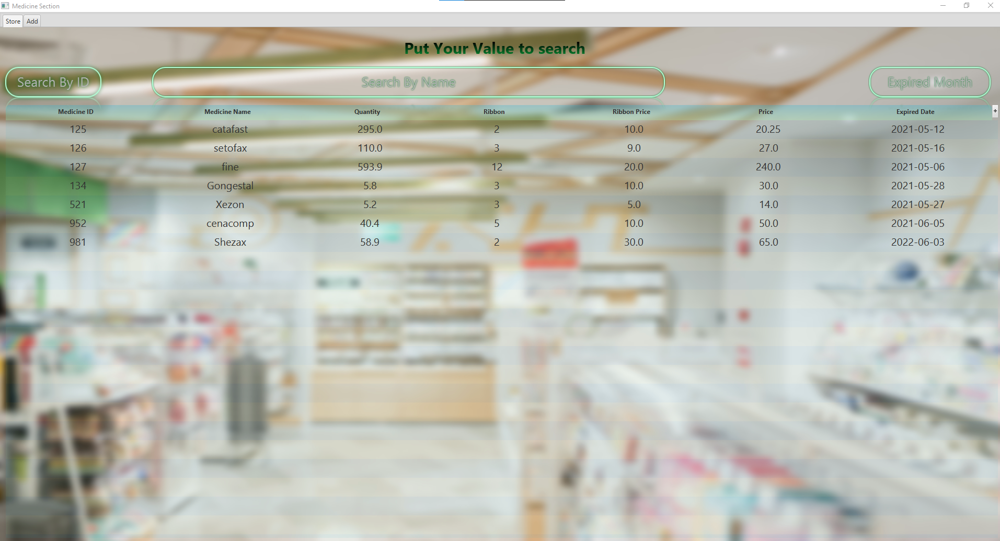 Medicine Section
Store Add
Put Your Value to search
Search By ID Search By Name Expired Month
Medicine ID Medicine Name Quantity Ribbon Ribbon Price Price Expired Date +
125 catafast 295.0 2 10.0 20.25 2021-05-12
126 setofax 110.0 3 9.0 27.0 2021-05-16
127 fine 593.9 12 20.0 240.0 2021-05-06
134 Gongestal 5.8 3 10.0 30.0 2021-05-28
521 Xezon 5.2 3 5.0 14.0 2021-05-27
952 cenacomp 40.4 5 10.0 50.0 2021-06-05
981 Shezax 58.9 2 30.0 65.0 2022-06-03